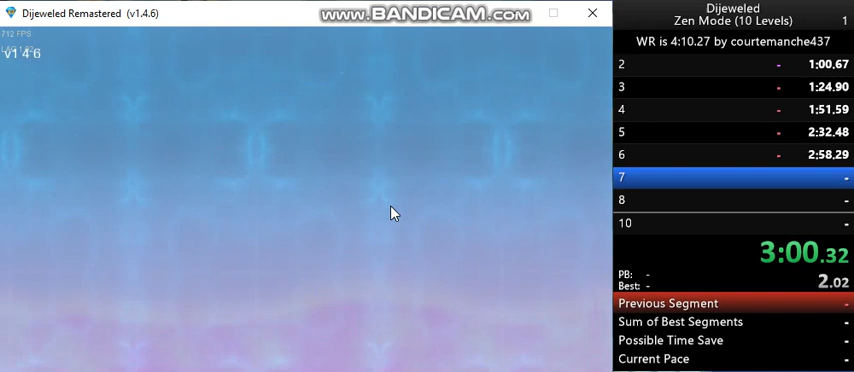 Dijeweled Remastered (v1.4.6)
www.BANDICAM.com
712 FPS
v1 4 6
Dijeweled
Zen Mode (10 Levels) 1
WR is 4:10.27 by courtemanche437
2 - 1:00.67
3 - 1:24.90
4 - 1:51.59
5 - 2:32.48
6 - 2:58.29
7 -
8 -
10 -
3:00.32
PB: -
Best: -
2.02
Previous Segment -
Sum of Best Segments -
Possible Time Save -
Current Pace -